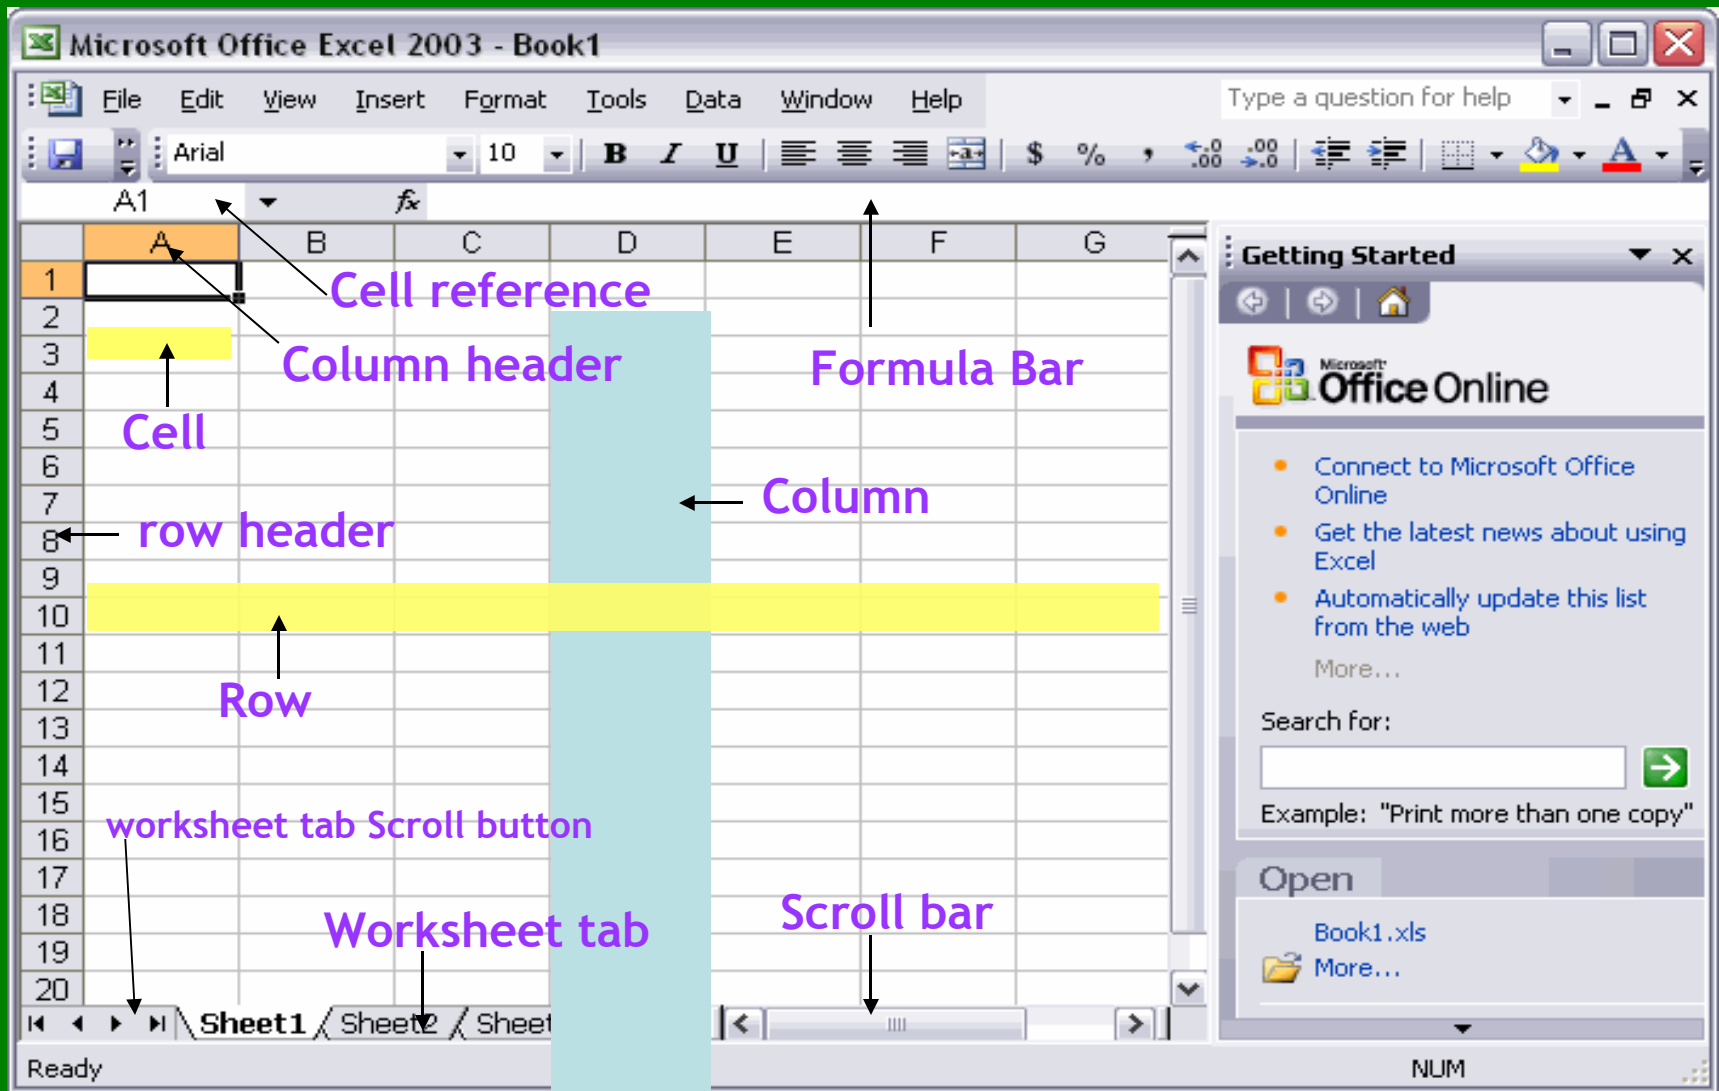 Microsoft Office Excel 2003 - Book1
File Edit View Insert Format Tools Data Window Help Type a question for help
Arial 10 B I U $ % , .0 .00 .00 .0 A
A1 fx
A B C D E F G
Getting Started
1
Cell reference
2
3
Column header
Formula Bar
Microsoft
Office Online
4
5
Cell
6
Connect to Microsoft Office
Online
7
Column
8
row header
Get the latest news about using
Excel
9
Automatically update this list
from the web
10
11
More...
12
Row
13
Search for:
14
15
Example: "Print more than one copy"
16
worksheet tab Scroll button
17
Open
18
Scroll bar
Worksheet tab
Book1.xls
19
More...
20
Sheet1 Sheet2 Sheet
Ready NUM